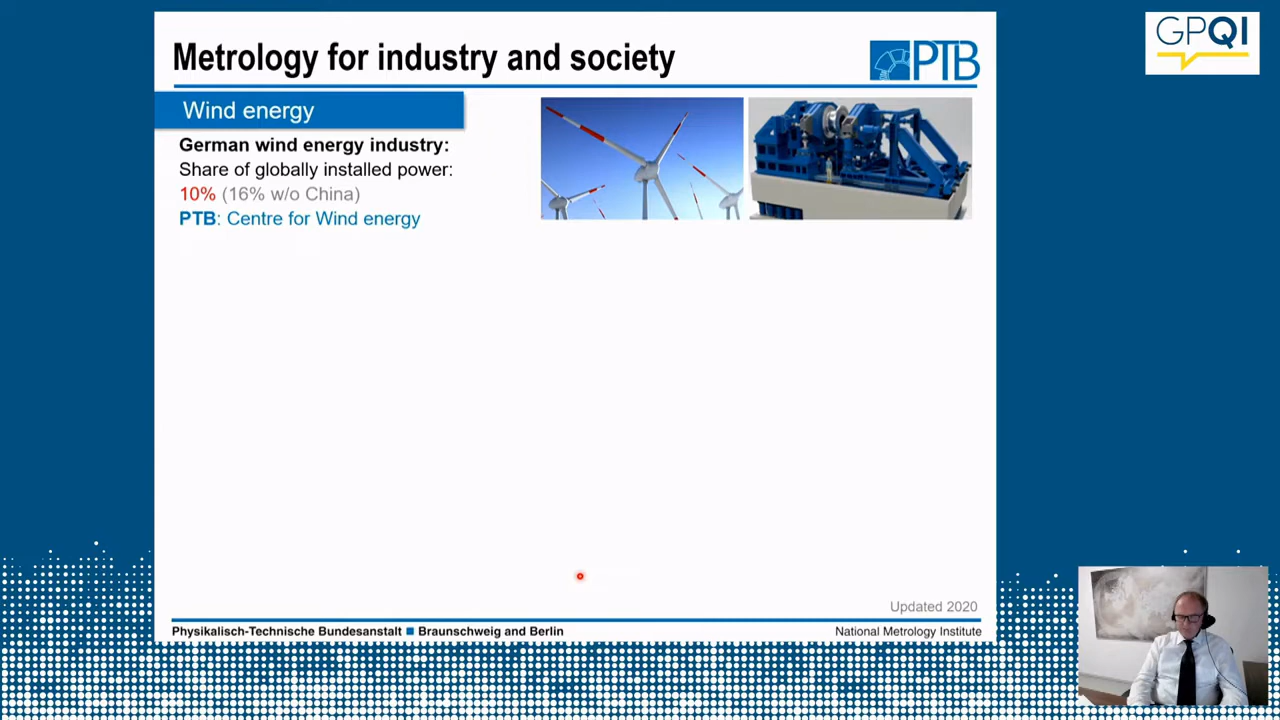 Metrology for industry and society
PTB
GPQI
Wind energy
German wind energy industry:
Share of globally installed power:
10% (16% w/o China)
PTB: Centre for Wind energy
Updated 2020
Physikalisch-Technische Bundesanstalt ■ Braunschweig and Berlin
National Metrology Institute